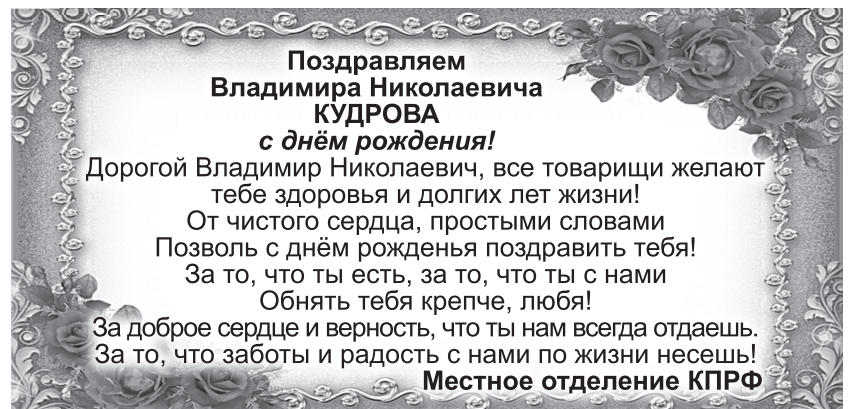 Поздравляем
Владимира Николаевича
КУДРОВА
с днём рождения!
Дорогой Владимир Николаевич, все товарищи желают
тебе здоровья и долгих лет жизни!
От чистого сердца, простыми словами
Позволь с днём рожденья поздравить тебя!
За то, что ты есть, за то, что ты с нами
Обнять тебя крепче, любя!
За доброе сердце и верность, что ты нам всегда отдаешь.
За то, что заботы и радость с нами по жизни несешь!
Местное отделение КПРФ